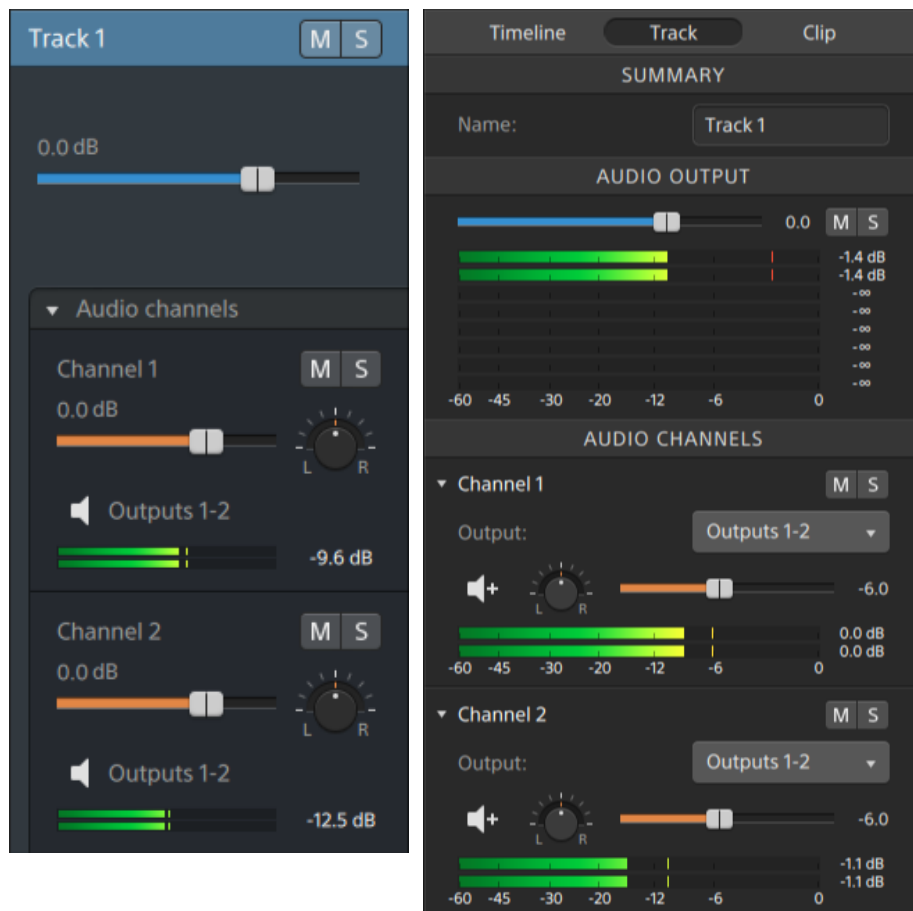 Track 1 M S
0.0 dB
Audio channels
Channel 1 M S
0.0 dB
L R
Outputs 1-2
-9.6 dB
Channel 2 M S
0.0 dB
L R
Outputs 1-2
-12.5 dB
Timeline Track Clip
SUMMARY
Name: Track 1
AUDIO OUTPUT
0.0 M S
-1.4 dB
-1.4 dB
-∞
-∞
-∞
-∞
-∞
-∞
-60 -45 -30 -20 -12 -6 0
AUDIO CHANNELS
Channel 1 M S
Output: Outputs 1-2
L R -6.0
0.0 dB
0.0 dB
-60 -45 -30 -20 -12 -6 0
Channel 2 M S
Output: Outputs 1-2
L R -6.0
-1.1 dB
-1.1 dB
-60 -45 -30 -20 -12 -6 0